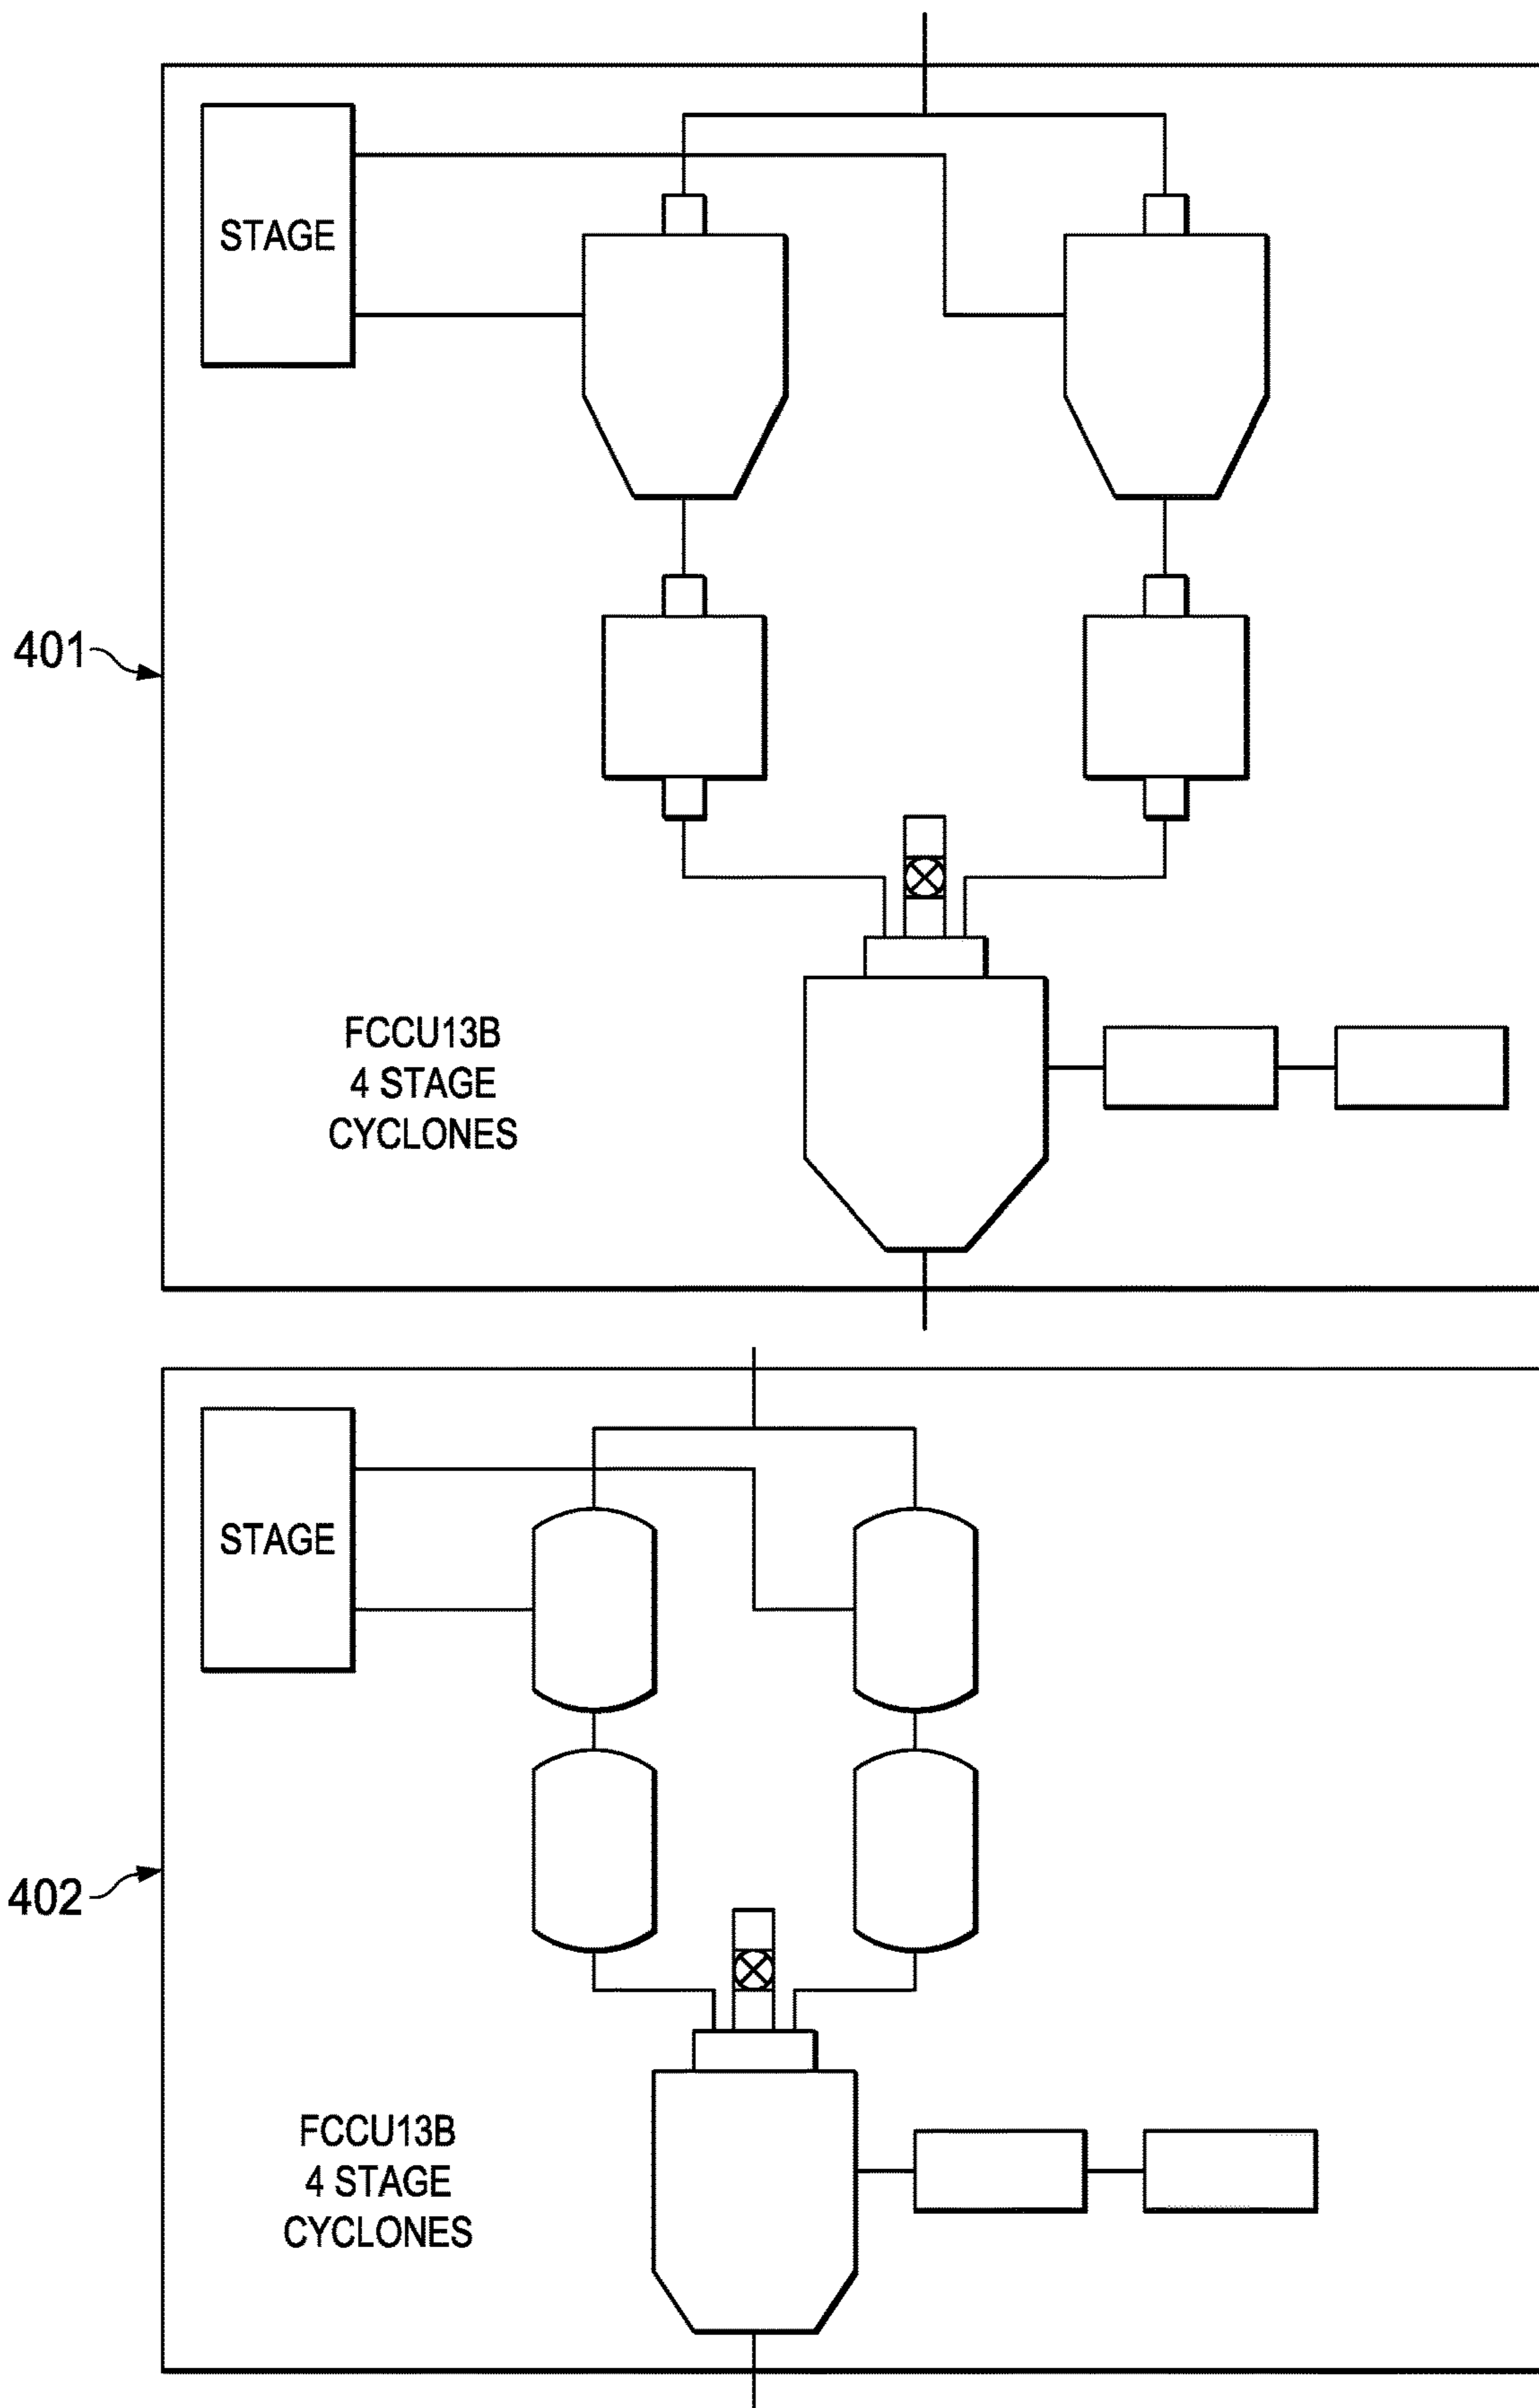 STAGE
401
FCCU13B
4 STAGE
CYCLONES
STAGE
402
FCCU13B
4 STAGE
CYCLONES